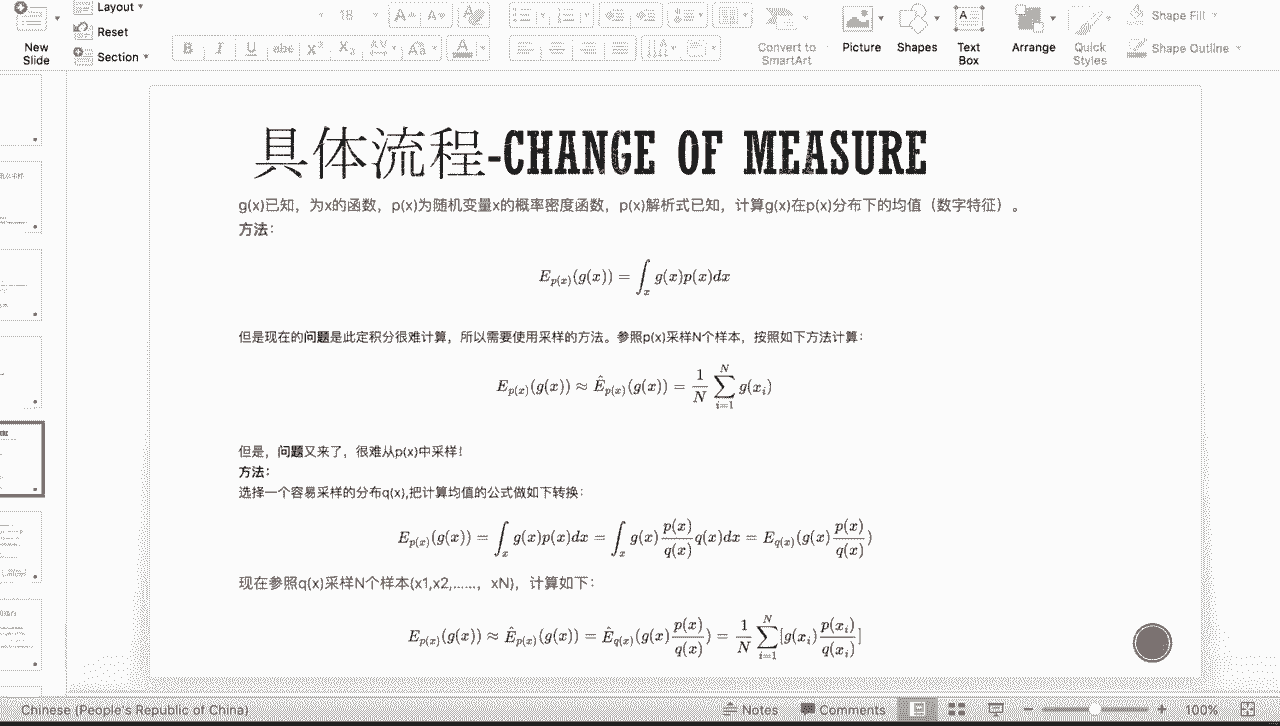 Layout
Reset
Section
New
Slide
18
B I U abc X² X₂ AV Aa A
Convert to
SmartArt
Picture
Shapes
Text
Box
Arrange
Quick
Styles
Shape Fill
Shape Outline
具体流程-CHANGE OF MEASURE
g(x)已知，为x的函数，p(x)为随机变量x的概率密度函数，p(x)解析式已知，计算g(x)在p(x)分布下的均值（数字特征）。
方法：
E_{p(x)}(g(x)) = ∫_x g(x)p(x)dx
但是现在的问题是此定积分很难计算，所以需要使用采样的方法。参照p(x)采样N个样本，按照如下方法计算：
E_{p(x)}(g(x)) ≈ Ê_{p(x)}(g(x)) = \frac{1}{N} \sum_{i=1}^{N} g(x_i)
但是，问题又来了，很难从p(x)中采样！
方法：
选择一个容易采样的分布q(x),把计算均值的公式做如下转换：
E_{p(x)}(g(x)) = ∫_x g(x)p(x)dx = ∫_x g(x)\frac{p(x)}{q(x)}q(x)dx = E_{q(x)}(g(x)\frac{p(x)}{q(x)})
现在参照q(x)采样N个样本{x1,x2,……，xN}，计算如下：
E_{p(x)}(g(x)) ≈ Ê_{p(x)}(g(x)) = Ê_{q(x)}(g(x)\frac{p(x)}{q(x)}) = \frac{1}{N} \sum_{i=1}^{N} [g(x_i)\frac{p(x_i)}{q(x_i)}]
Chinese (People's Republic of China)
Notes
Comments
100%